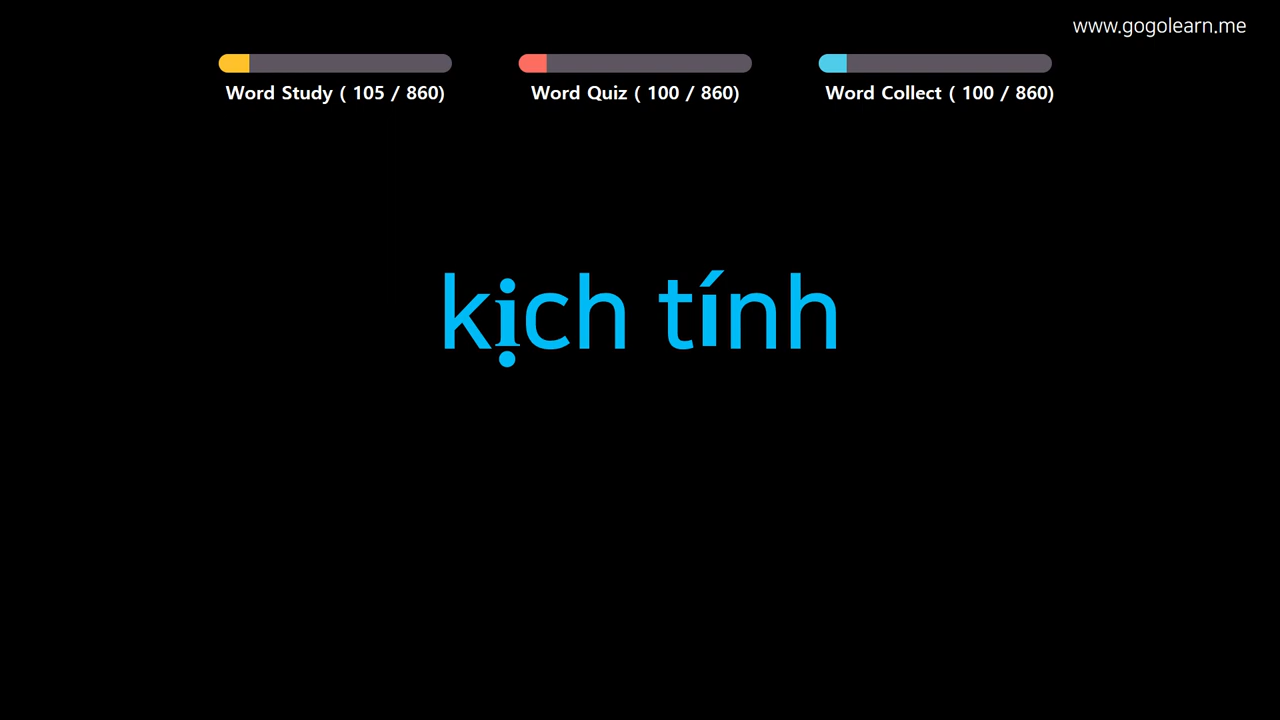 www.gogolearn.me
Word Study ( 105 / 860)
Word Quiz ( 100 / 860)
Word Collect ( 100 / 860)
kịch tính